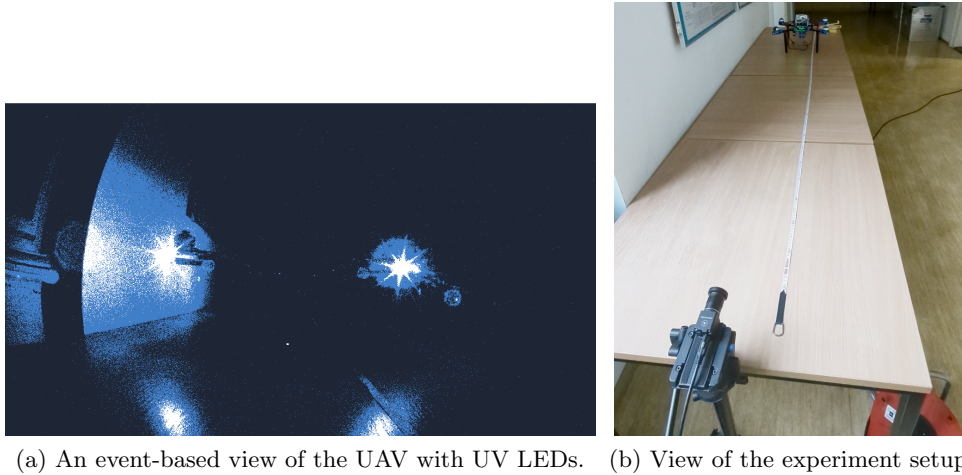 (a) An event-based view of the UAV with UV LEDs.
(b) View of the experiment setup